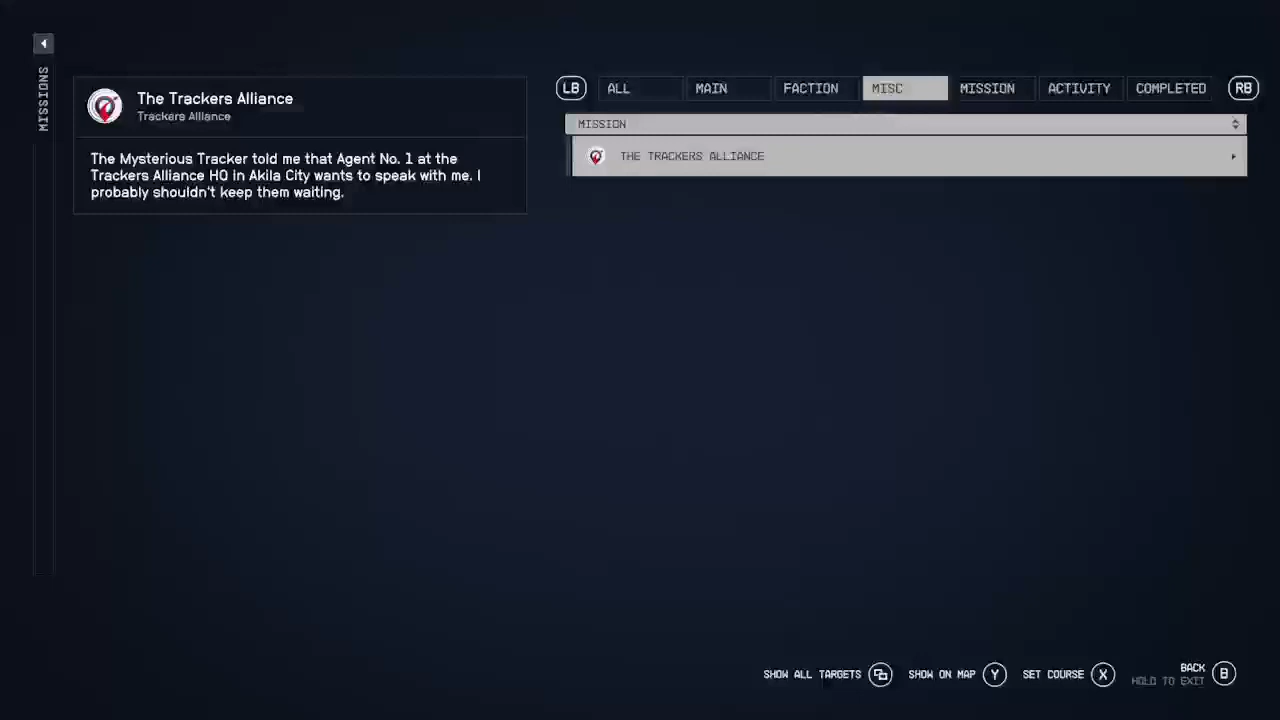 MISSIONS
The Trackers Alliance
Trackers Alliance
The Mysterious Tracker told me that Agent No. 1 at the
Trackers Alliance HQ in Akila City wants to speak with me. I
probably shouldn't keep them waiting.
LB ALL MAIN FACTION MISC MISSION ACTIVITY COMPLETED RB
MISSION
THE TRACKERS ALLIANCE
SHOW ALL TARGETS SHOW ON MAP Y SET COURSE X BACK B
HOLD TO EXIT